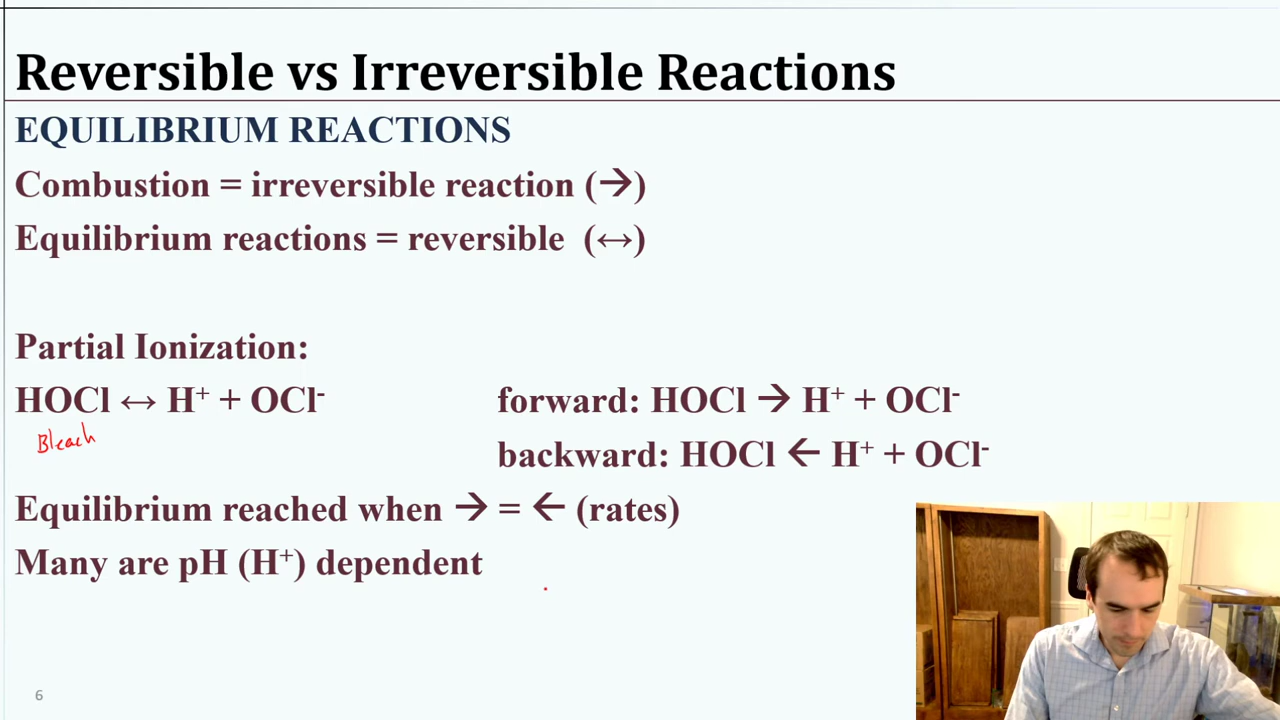 Reversible vs Irreversible Reactions
EQUILIBRIUM REACTIONS
Combustion = irreversible reaction (→)
Equilibrium reactions = reversible (↔)
Partial Ionization:
HOCl ↔ H⁺ + OCl⁻ forward: HOCl → H⁺ + OCl⁻
Bleach
backward: HOCl ← H⁺ + OCl⁻
Equilibrium reached when → = ← (rates)
Many are pH (H⁺) dependent
6